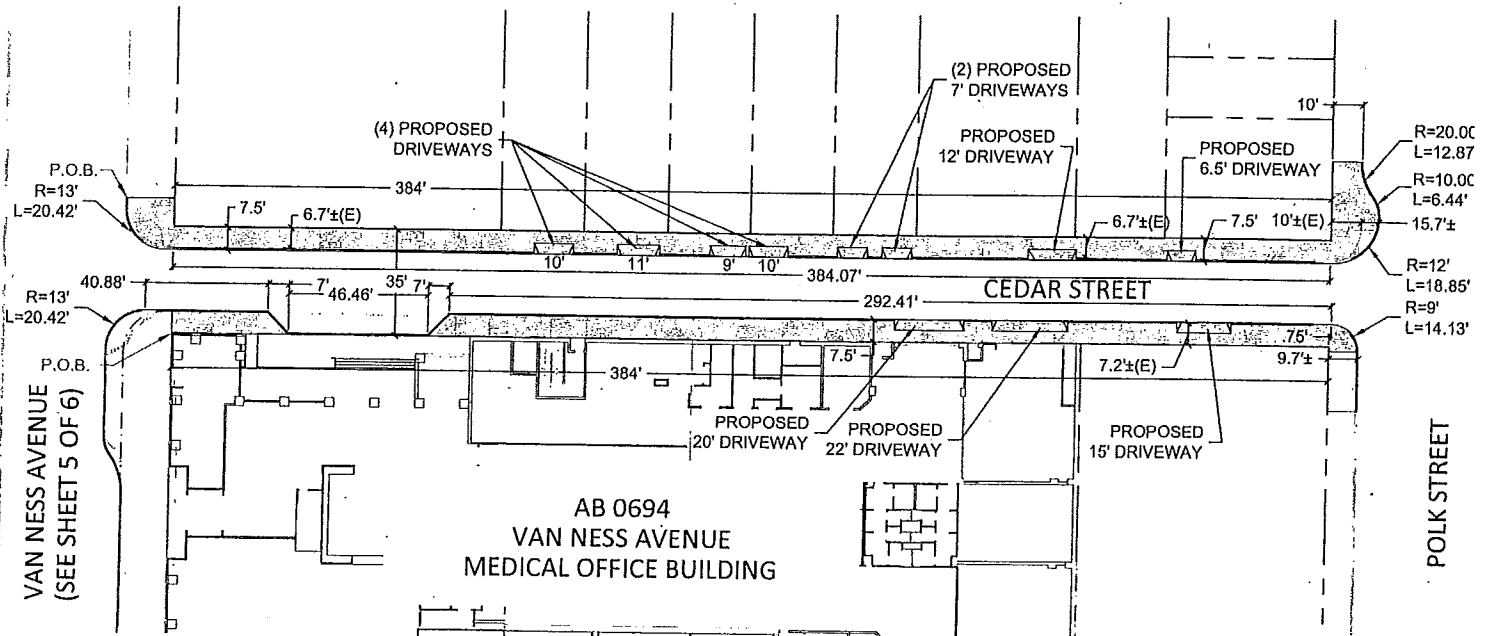 (2) PROPOSED
7' DRIVEWAYS
10'
(4) PROPOSED
DRIVEWAYS
PROPOSED
12' DRIVEWAY
PROPOSED
6.5' DRIVEWAY
R=20.00
L=12.87
P.O.B.
R=13'
L=20.42'
384'
R=10.00
L=6.44'
7.5'
6.7'±(E)
6.7'±(E)
7.5'
10'±(E)
15.7'±
10'
11'
9'
10'
384.07'
R=12'
L=18.85'
40.88'
7'
46.46'
35'
7'
292.41'
CEDAR STREET
R=13'
L=20.42'
R=9'
L=14.13'
P.O.B.
384'
7.5'
7.2'±(E)
9.7'±
PROPOSED
20' DRIVEWAY
PROPOSED
22' DRIVEWAY
PROPOSED
15' DRIVEWAY
VAN NESS AVENUE
(SEE SHEET 5 OF 6)
AB 0694
VAN NESS AVENUE
MEDICAL OFFICE BUILDING
POLK STREET